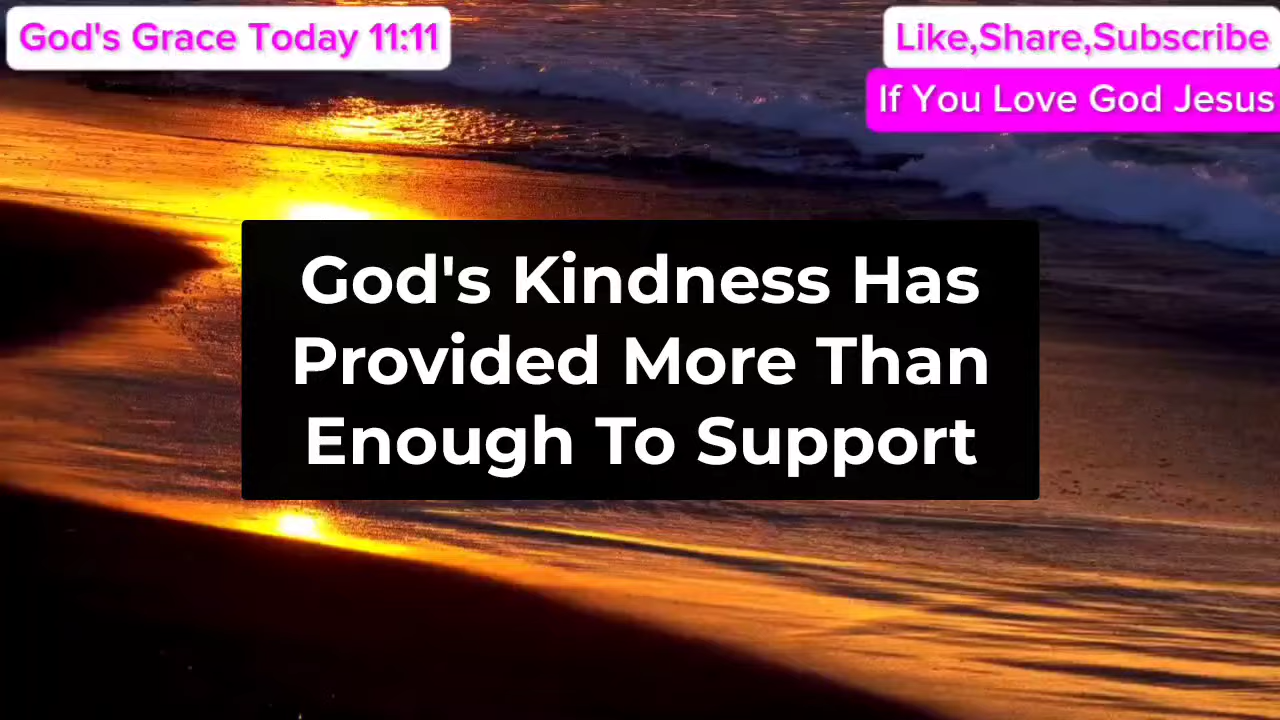 God's Grace Today 11:11
Like,Share,Subscribe
If You Love God Jesus
God's Kindness Has
Provided More Than
Enough To Support